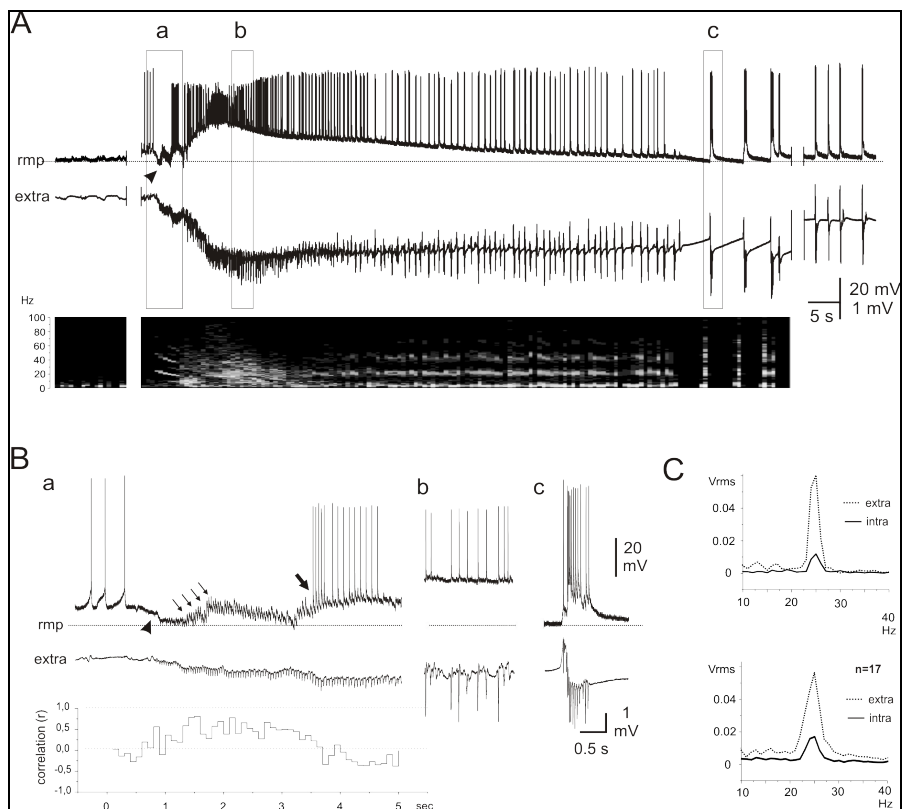 A
a b c
rmp
extra
20 mV
1 mV
5 s
Hz
100
80
60
40
20
0
B
a b c
20
mV
rmp
extra
1
mV
0.5 s
correlation (r)
1,0
0,5
0,0
-0,5
-1,0
0 1 2 3 4 5 sec
C
Vrms
extra
intra
0.04
0.02
0
10 20 30 40
Hz
Vrms
n=17
extra
intra
0.04
0.02
0
10 20 30 40
Hz